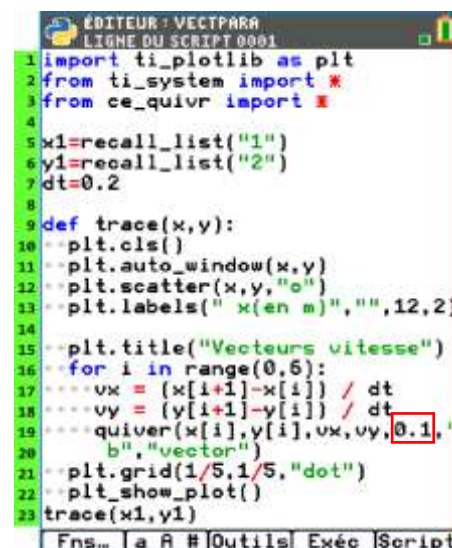 ÉDITEUR : VECTPARA
LIGNE DU SCRIPT 0001
1 import ti_plotlib as plt
2 from ti_system import *
3 from ce_quivr import *
4
5 x1=recall_list("1")
6 y1=recall_list("2")
7 dt=0.2
8
9 def trace(x,y):
10 plt.cls()
11 plt.auto_window(x,y)
12 plt.scatter(x,y,"o")
13 plt.labels(" x(en m)","",12,2)
14
15 plt.title("Vecteurs vitesse")
16 for i in range(0,6):
17 vx = (x[i+1]-x[i]) / dt
18 vy = (y[i+1]-y[i]) / dt
19 quiver(x[i],y[i],vx,vy,0.1,"
20 b","vector")
21 plt.grid(1/5,1/5,"dot")
22 plt_show_plot()
23 trace(x1,y1)
Fns… a A # Outils Exéc Script